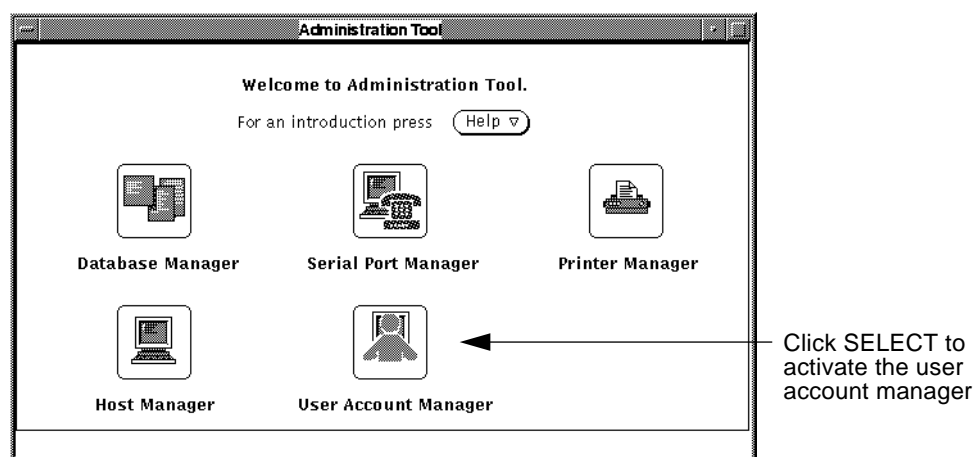 Administration Tool
Welcome to Administration Tool.
For an introduction press Help
Database Manager
Serial Port Manager
Printer Manager
Host Manager
User Account Manager
Click SELECT to
activate the user
account manager